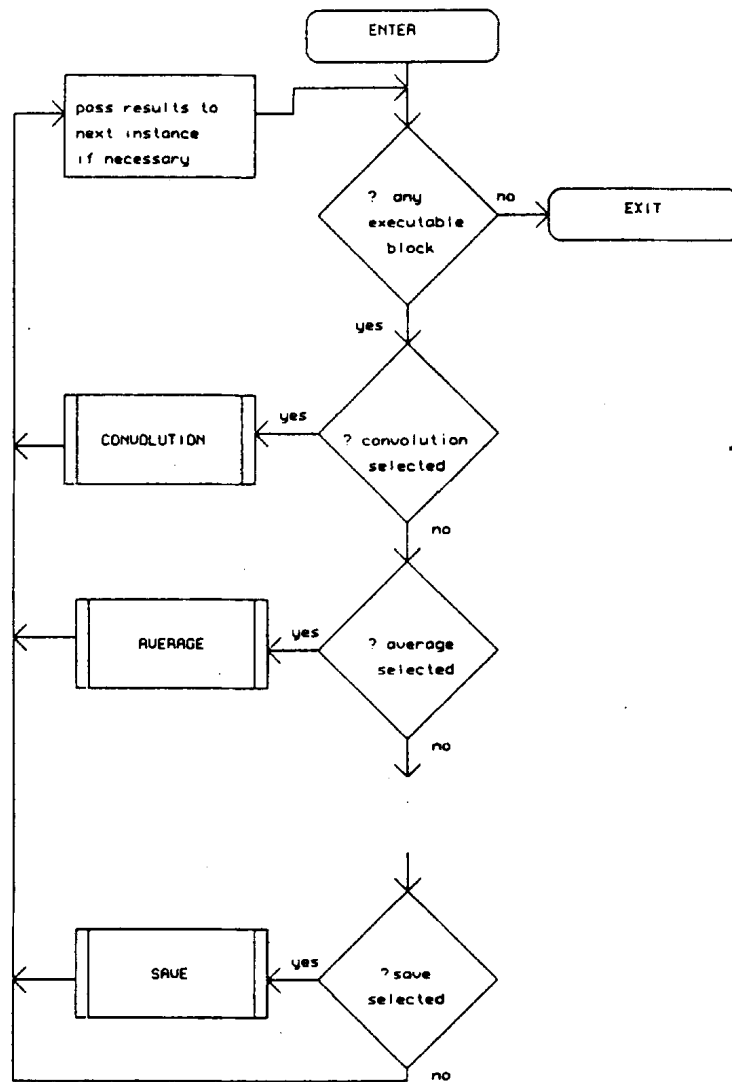 ENTER
pass results to
next instance
if necessary
? any
executable
block
no
EXIT
yes
CONVOLUTION
yes
? convolution
selected
no
AVERAGE
yes
? average
selected
no
SAVE
yes
? save
selected
no